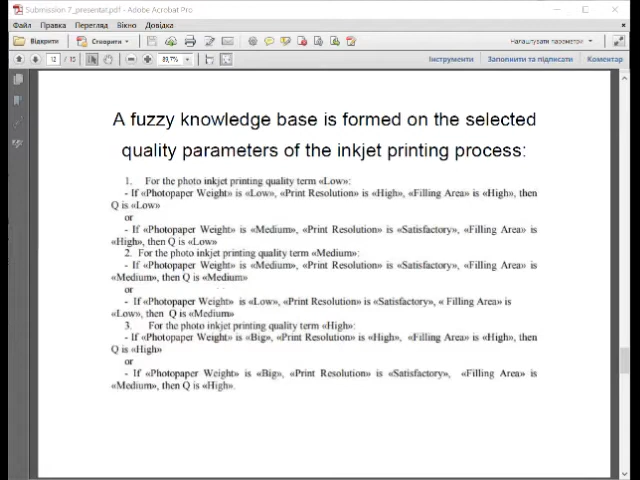 Submission 7_presentat.pdf - Adobe Acrobat Pro
Файл Правка Перегляд Вікно Довідка
Відкрити Створити Налаштувати параметри
12 / 15 89,7% Інструменти Заповнити та підписати Коментар
A fuzzy knowledge base is formed on the selected
quality parameters of the inkjet printing process:
1. For the photo inkjet printing quality term «Low»:
- If «Photopaper Weight» is «Low», «Print Resolution» is «High», «Filling Area» is «High», then
Q is «Low»
or
- If «Photopaper Weight» is «Medium», «Print Resolution» is «Satisfactory», «Filling Area» is
«High», then Q is «Low»
2. For the photo inkjet printing quality term «Medium»:
- If «Photopaper Weight» is «Medium», «Print Resolution» is «Satisfactory», «Filling Area» is
«Medium», then Q is «Medium»
or
- If «Photopaper Weight» is «Low», «Print Resolution» is «Satisfactory», « Filling Area» is
«Low», then Q is «Medium»
3. For the photo inkjet printing quality term «High»:
- If «Photopaper Weight» is «Big», «Print Resolution» is «High», «Filling Area» is «High», then
Q is «High»
or
- If «Photopaper Weight» is «Big», «Print Resolution» is «Satisfactory», «Filling Area» is
«Medium», then Q is «High».